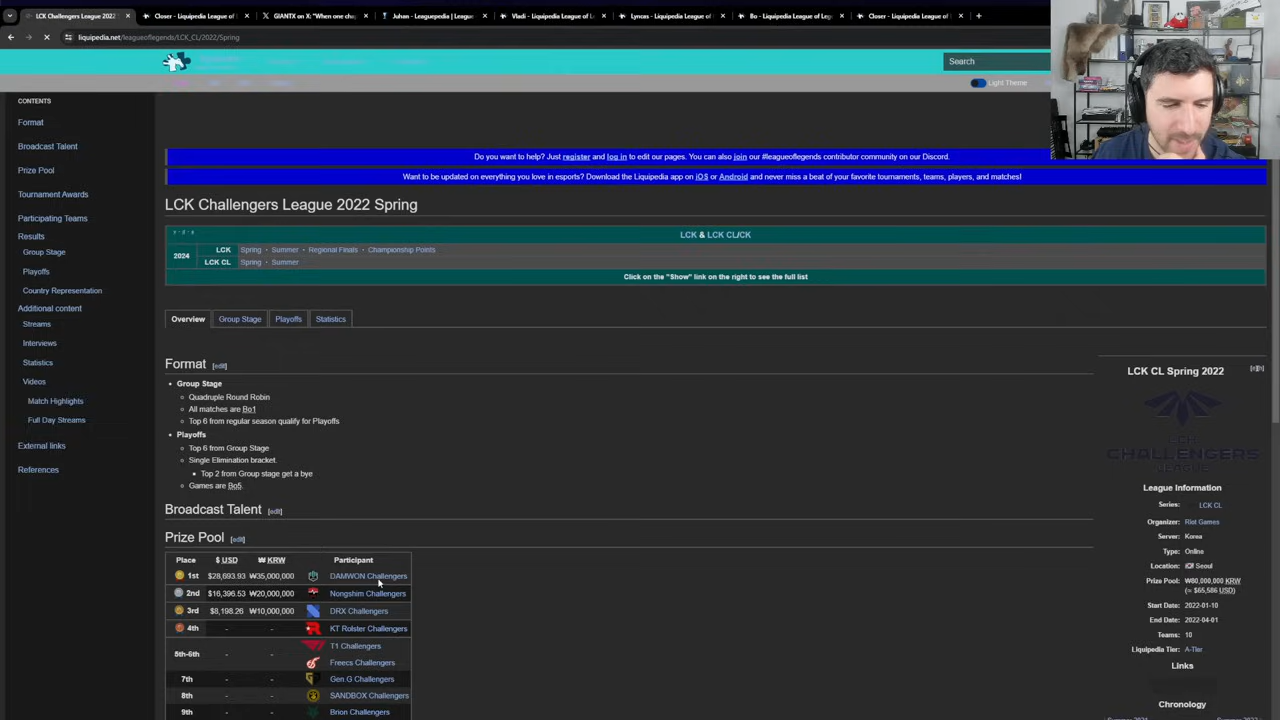 LCK Challengers League 2022
Closer - Liquipedia League of
GIANTX on X: "When one cha
Juhan - Leaguepedia | League
Vladi - Liquipedia League of Le
Lyncas - Liquipedia League of
Bo - Liquipedia League of Leg
Closer - Liquipedia League of
liquipedia.net/leagueoflegends/LCK_CL/2022/Spring
Search
Light Theme
CONTENTS
Format
Broadcast Talent
Prize Pool
Tournament Awards
Participating Teams
Results
Group Stage
Playoffs
Country Representation
Additional content
Streams
Interviews
Statistics
Videos
Match Highlights
Full Day Streams
External links
References
Do you want to help? Just register and log in to edit our pages. You can also join our #leagueoflegends contributor community on our Discord.
Want to be updated on everything you love in esports? Download the Liquipedia app on iOS or Android and never miss a beat of your favorite tournaments, teams, players, and matches!
LCK Challengers League 2022 Spring
LCK & LCK CL/CK
2024
LCK Spring · Summer · Regional Finals · Championship Points
LCK CL Spring · Summer
Click on the "Show" link on the right to see the full list
Overview Group Stage Playoffs Statistics
Format [edit]
Group Stage
Quadruple Round Robin
All matches are Bo1
Top 6 from regular season qualify for Playoffs
Playoffs
Top 6 from Group Stage
Single Elimination bracket.
Top 2 from Group stage get a bye
Games are Bo5.
Broadcast Talent [edit]
Prize Pool [edit]
Place $ USD ₩ KRW Participant
1st $28,693.93 ₩35,000,000 DAMWON Challengers
2nd $16,396.53 ₩20,000,000 Nongshim Challengers
3rd $8,198.26 ₩10,000,000 DRX Challengers
4th - - KT Rolster Challengers
5th-6th - - T1 Challengers
Freecs Challengers
7th - - Gen.G Challengers
8th - - SANDBOX Challengers
9th - - Brion Challengers
LCK CL Spring 2022
[e][h]
CHALLENGERS
LEAGUE
League Information
Series: LCK CL
Organizer: Riot Games
Server: Korea
Type: Online
Location: Seoul
Prize Pool: ₩80,000,000 KRW
(≈ $65,586 USD)
Start Date: 2022-01-10
End Date: 2022-04-01
Teams: 10
Liquipedia Tier: A-Tier
Links
Chronology